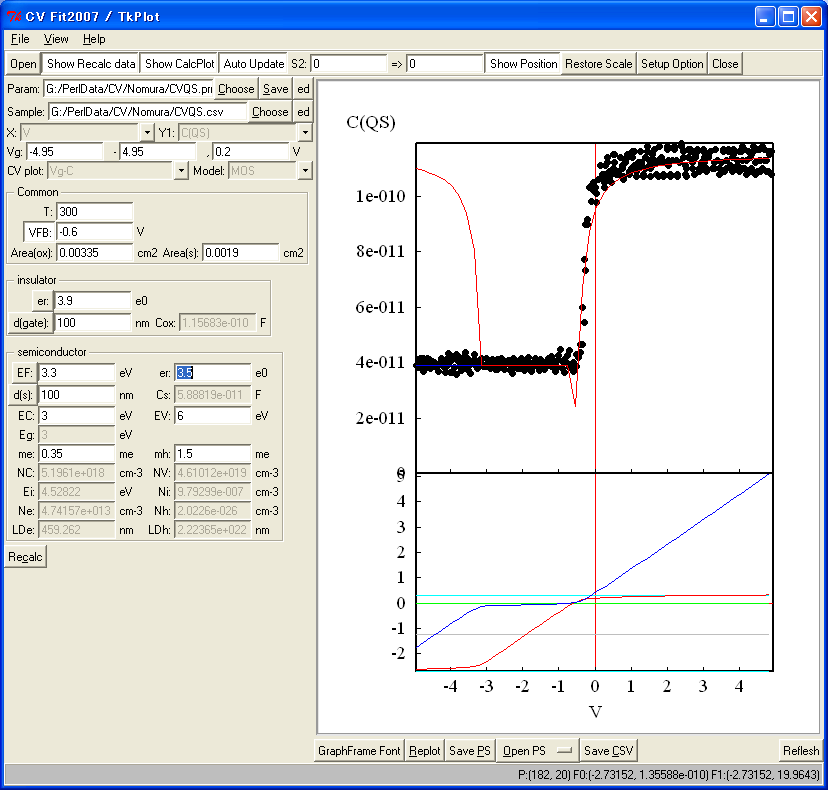 CV Fit2007 / TkPlot
File View Help
Open Show Recalc data Show CalcPlot Auto Update S2: 0 => 0 Show Position Restore Scale Setup Option Close
Param: G:/PerlData/CV/Nomura/CVQS.prm Choose Save ed
Sample: G:/PerlData/CV/Nomura/CVQS.csv Choose ed
X: V Y1: C(QS)
Vg: -4.95 - 4.95 , 0.2 V
CV plot: Vg-C Model: MOS
Common
T: 300
VFB: -0.6 V
Area(ox): 0.00335 cm2 Area(s): 0.0019 cm2
insulator
er: 3.9 e0
d(gate): 100 nm Cox: 1.15683e-010 F
semiconductor
EF: 3.3 eV er: 3.5 e0
d(s): 100 nm Cs: 5.88819e-011 F
EC: 3 eV EV: 6 eV
Eg: 3 eV
me: 0.35 me mh: 1.5 me
NC: 5.1961e+018 cm-3 NV: 4.61012e+019 cm-3
Ei: 4.52822 eV Ni: 9.79299e-007 cm-3
Ne: 4.74157e+013 cm-3 Nh: 2.0226e-026 cm-3
LDe: 459.262 nm LDh: 2.22365e+022 nm
Recalc
C(QS)
1e-010
8e-011
6e-011
4e-011
2e-011
0
5
4
3
2
1
0
-1
-2
-4 -3 -2 -1 0 1 2 3 4
V
GraphFrame Font Replot Save PS Open PS Save CSV Reflesh
P:(182, 20) F0:(-2.73152, 1.35588e-010) F1:(-2.73152, 19.9643)